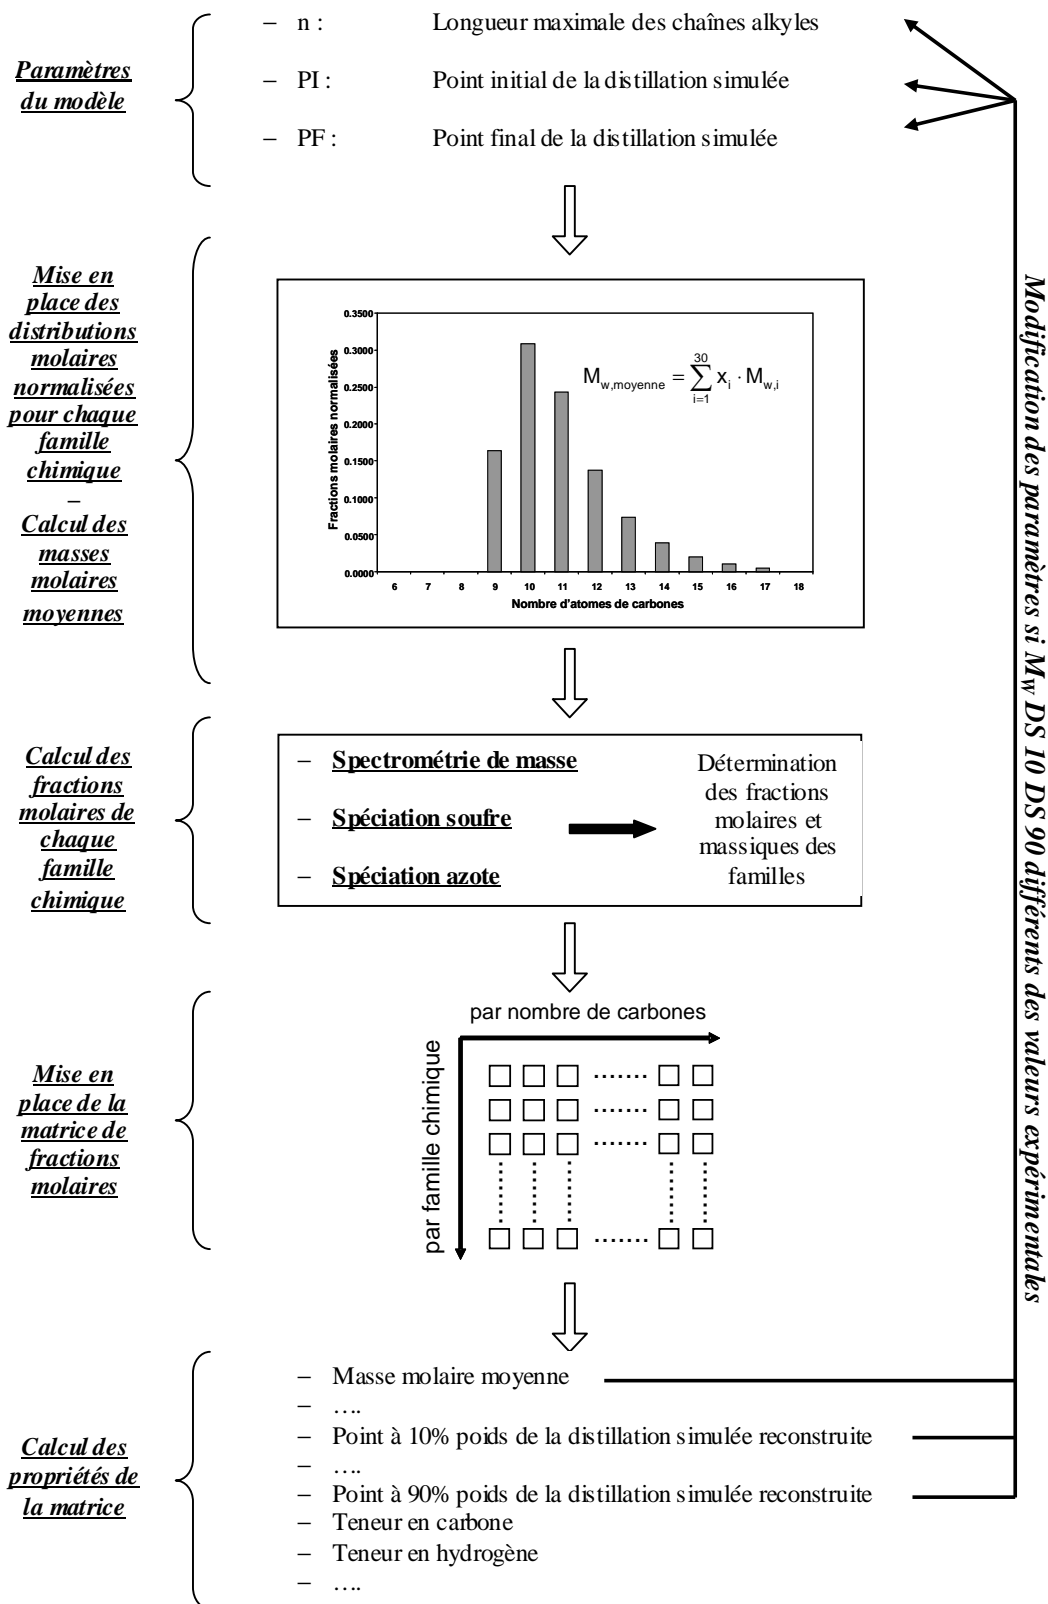 Paramètres
du modèle
– n : Longueur maximale des chaînes alkyles
– PI : Point initial de la distillation simulée
– PF : Point final de la distillation simulée
Mise en
place des
distributions
molaires
normalisées
pour chaque
famille
chimique
–
Calcul des
masses
molaires
moyennes
Fractions molaires normalisées
0.3500
0.3000
0.2500
0.2000
0.1500
0.1000
0.0500
0.0000
6 7 8 9 10 11 12 13 14 15 16 17 18
Nombre d'atomes de carbones
M_{w,moyenne} = \sum_{i=1}^{30} x_i · M_{w,i}
Calcul des
fractions
molaires de
chaque
famille
chimique
– Spectrométrie de masse
– Spéciation soufre
– Spéciation azote
Détermination
des fractions
molaires et
massiques des
familles
Mise en
place de la
matrice de
fractions
molaires
par nombre de carbones
par famille chimique
Calcul des
propriétés de
la matrice
– Masse molaire moyenne
– ….
– Point à 10% poids de la distillation simulée reconstruite
– ….
– Point à 90% poids de la distillation simulée reconstruite
– Teneur en carbone
– Teneur en hydrogène
– ….
Modification des paramètres si M_W DS 10 DS 90 différents des valeurs expérimentales